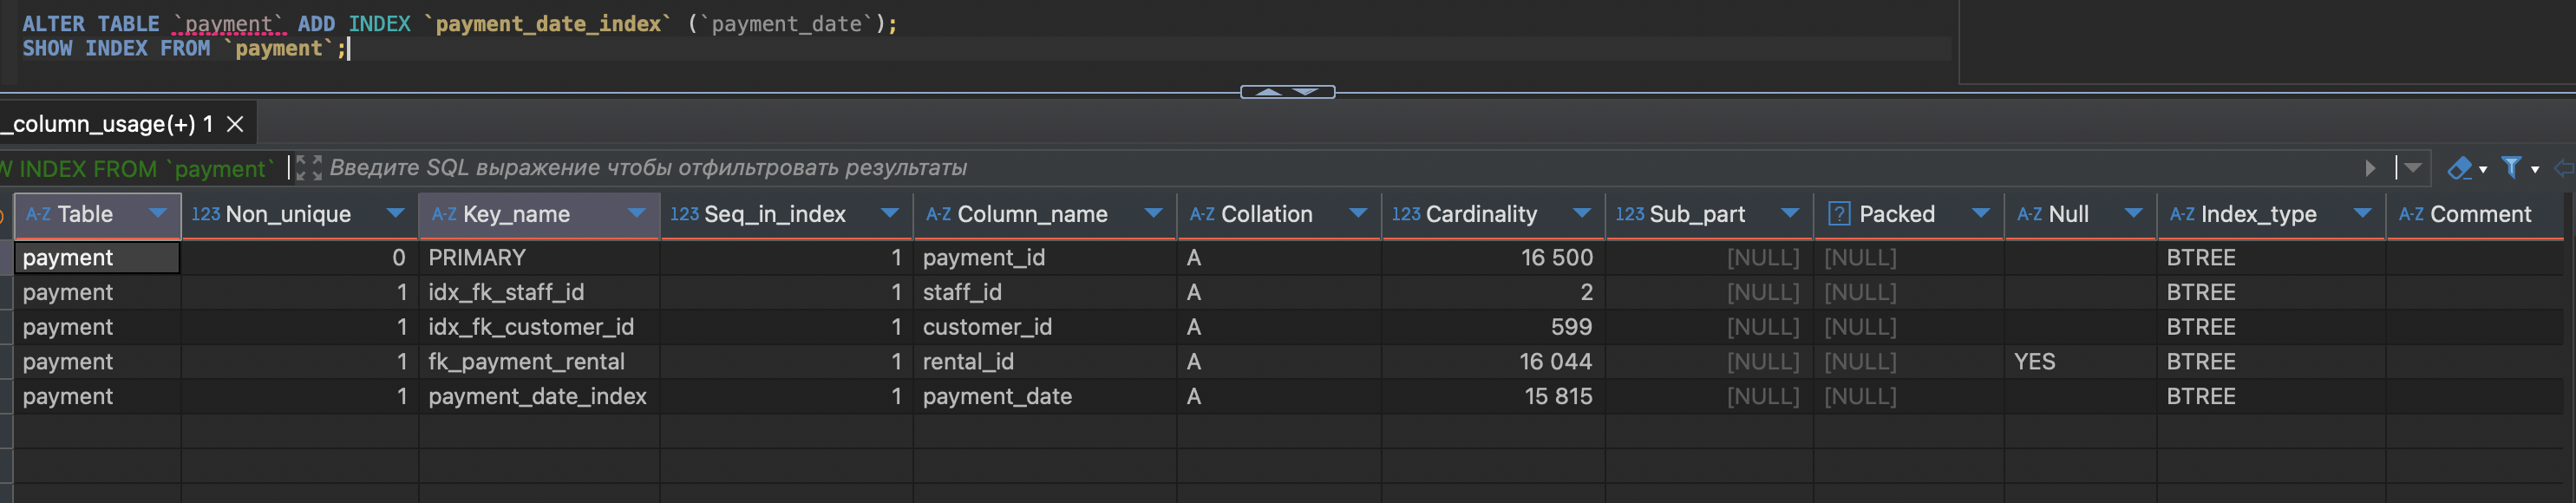 ALTER TABLE `payment` ADD INDEX `payment_date_index` (`payment_date`);
SHOW INDEX FROM `payment`;
_column_usage(+) 1
W INDEX FROM `payment` Введите SQL выражение чтобы отфильтровать результаты
A-Z Table 123 Non_unique A-Z Key_name 123 Seq_in_index A-Z Column_name A-Z Collation 123 Cardinality 123 Sub_part ? Packed A-Z Null A-Z Index_type A-Z Comment
payment 0 PRIMARY 1 payment_id A 16 500 [NULL] [NULL] BTREE
payment 1 idx_fk_staff_id 1 staff_id A 2 [NULL] [NULL] BTREE
payment 1 idx_fk_customer_id 1 customer_id A 599 [NULL] [NULL] BTREE
payment 1 fk_payment_rental 1 rental_id A 16 044 [NULL] [NULL] YES BTREE
payment 1 payment_date_index 1 payment_date A 15 815 [NULL] [NULL] BTREE